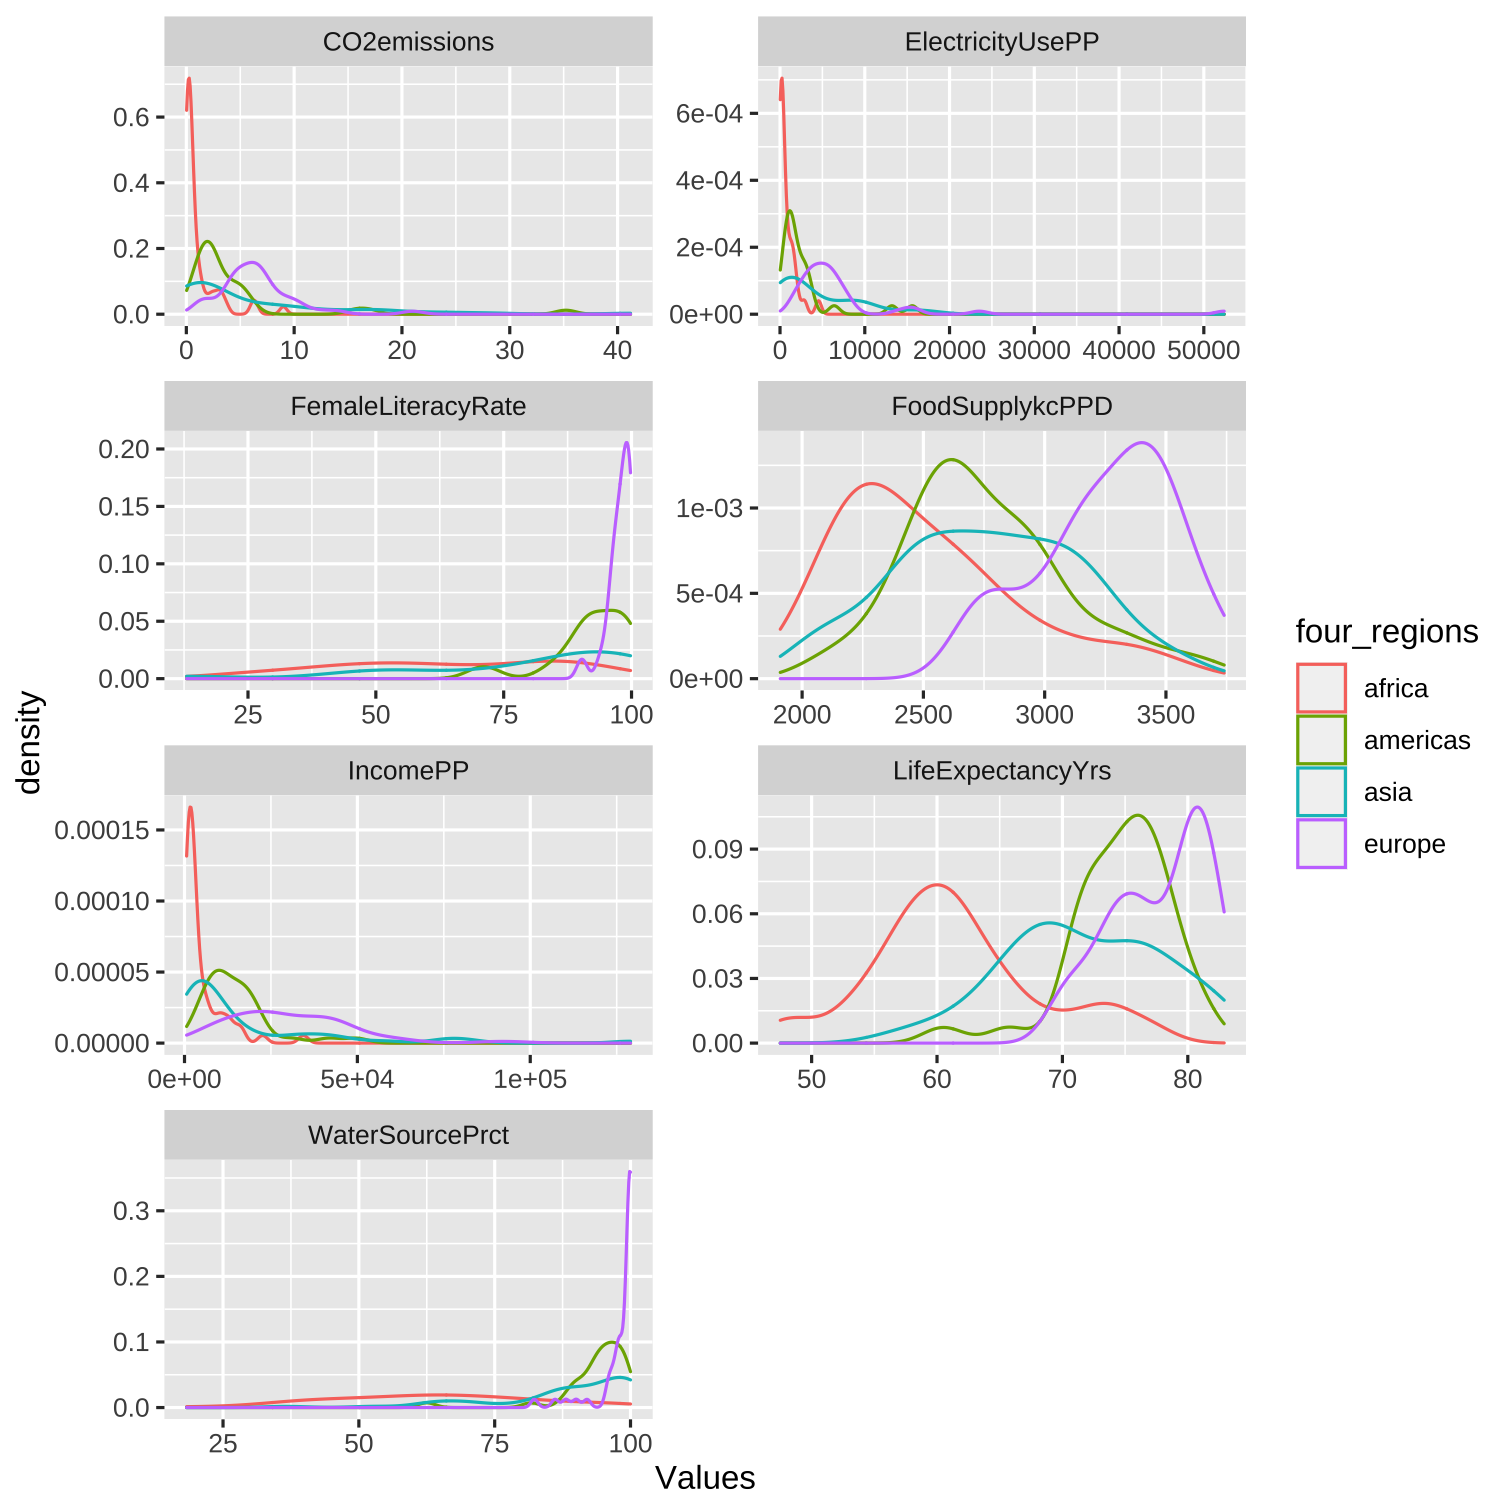 CO2emissions
ElectricityUsePP
0.6
0.4
0.2
0.0
0 10 20 30 40
6e-04
4e-04
2e-04
0e+00
0 10000 20000 30000 40000 50000
FemaleLiteracyRate
FoodSupplykcPPD
0.20
0.15
0.10
0.05
0.00
25 50 75 100
1e-03
5e-04
0e+00
2000 2500 3000 3500
IncomePP
LifeExpectancyYrs
0.00015
0.00010
0.00005
0.00000
0e+00 5e+04 1e+05
0.09
0.06
0.03
0.00
50 60 70 80
WaterSourcePrct
0.3
0.2
0.1
0.0
25 50 75 100
density
Values
four_regions
africa
americas
asia
europe